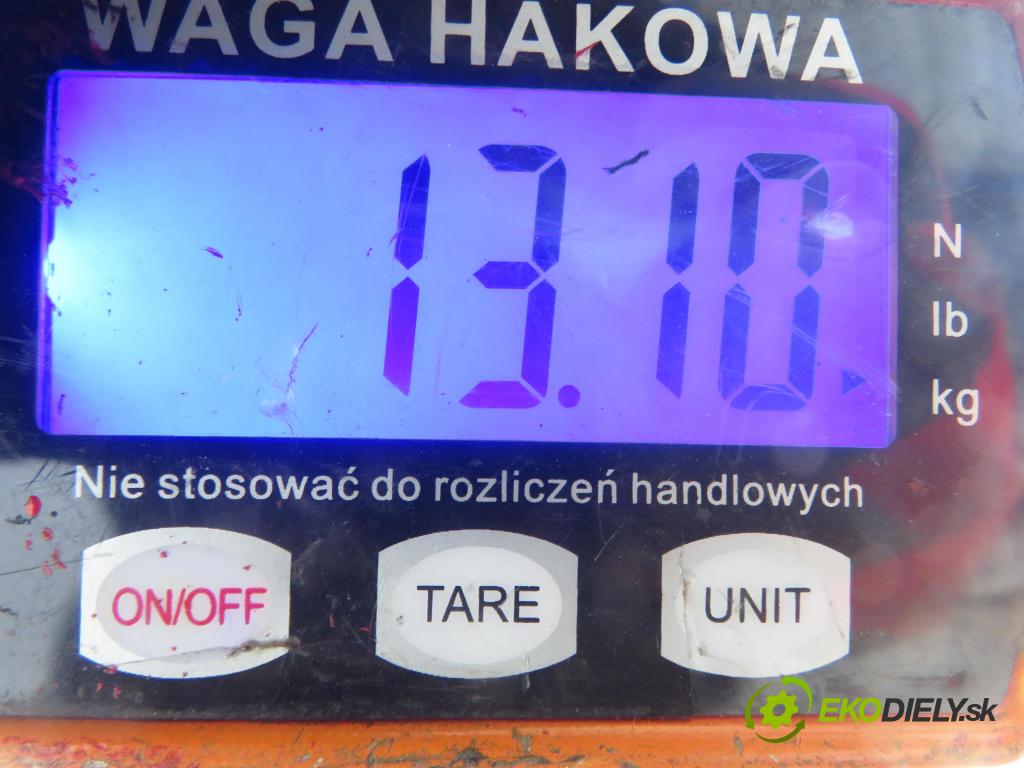 WAGA HAKOWA
13.10
N
lb
kg
Nie stosować do rozliczeń handlowych
ON/OFF
TARE
UNIT
EKODIELY.sk